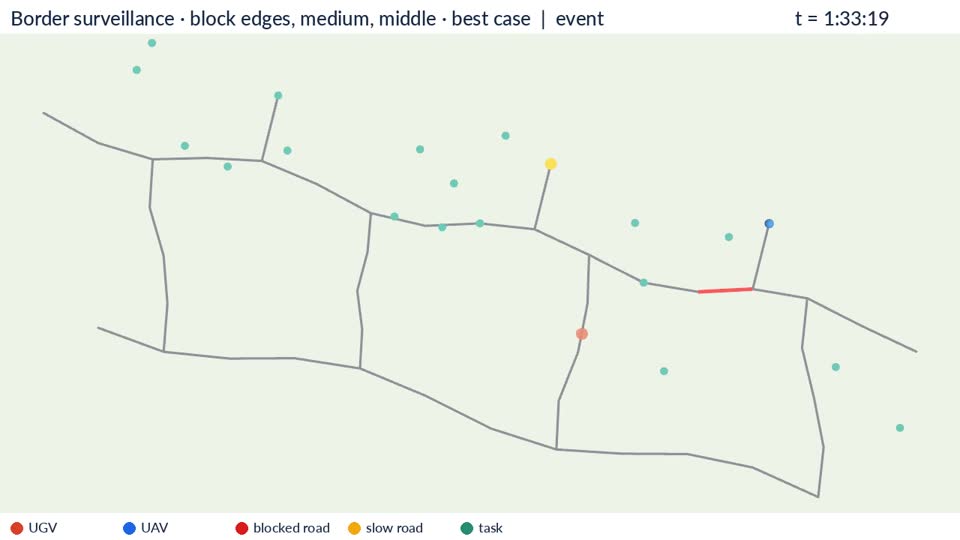 Border surveillance · block edges, medium, middle · best case | event
t = 1:33:19
UGV
UAV
blocked road
slow road
task